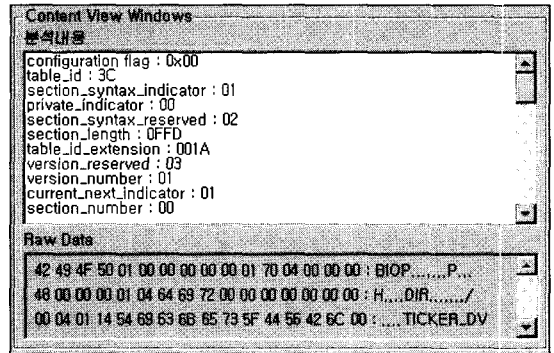 Content View Windows
분석내용
configuration flag : 0x00
table_id : 3C
section_syntax_indicator : 01
private_indicator : 00
section_syntax_reserved : 02
section_length : 0FFD
table_id_extension : 001A
version_reserved : 03
version_number : 01
current_next_indicator : 01
section_number : 00
Raw Data
42 49 4F 50 01 00 00 00 00 00 01 70 04 00 00 00 : BIOP.......P...
48 00 00 00 01 04 64 69 72 00 00 00 00 00 00 00 : H....DIR......./
00 04 01 14 54 69 63 6B 65 73 5F 44 56 42 6C 00 : ....TICKER_DV